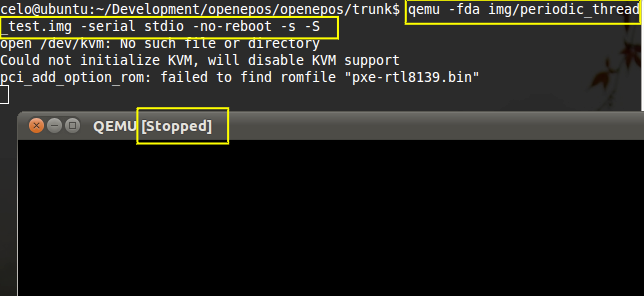 celo@ubuntu:~/Development/openepos/openepos/trunk$ qemu -fda img/periodic_thread
_test.img -serial stdio -no-reboot -s -S
open /dev/kvm: No such file or directory
Could not initialize KVM, will disable KVM support
pci_add_option_rom: failed to find romfile "pxe-rtl8139.bin"
QEMU [Stopped]